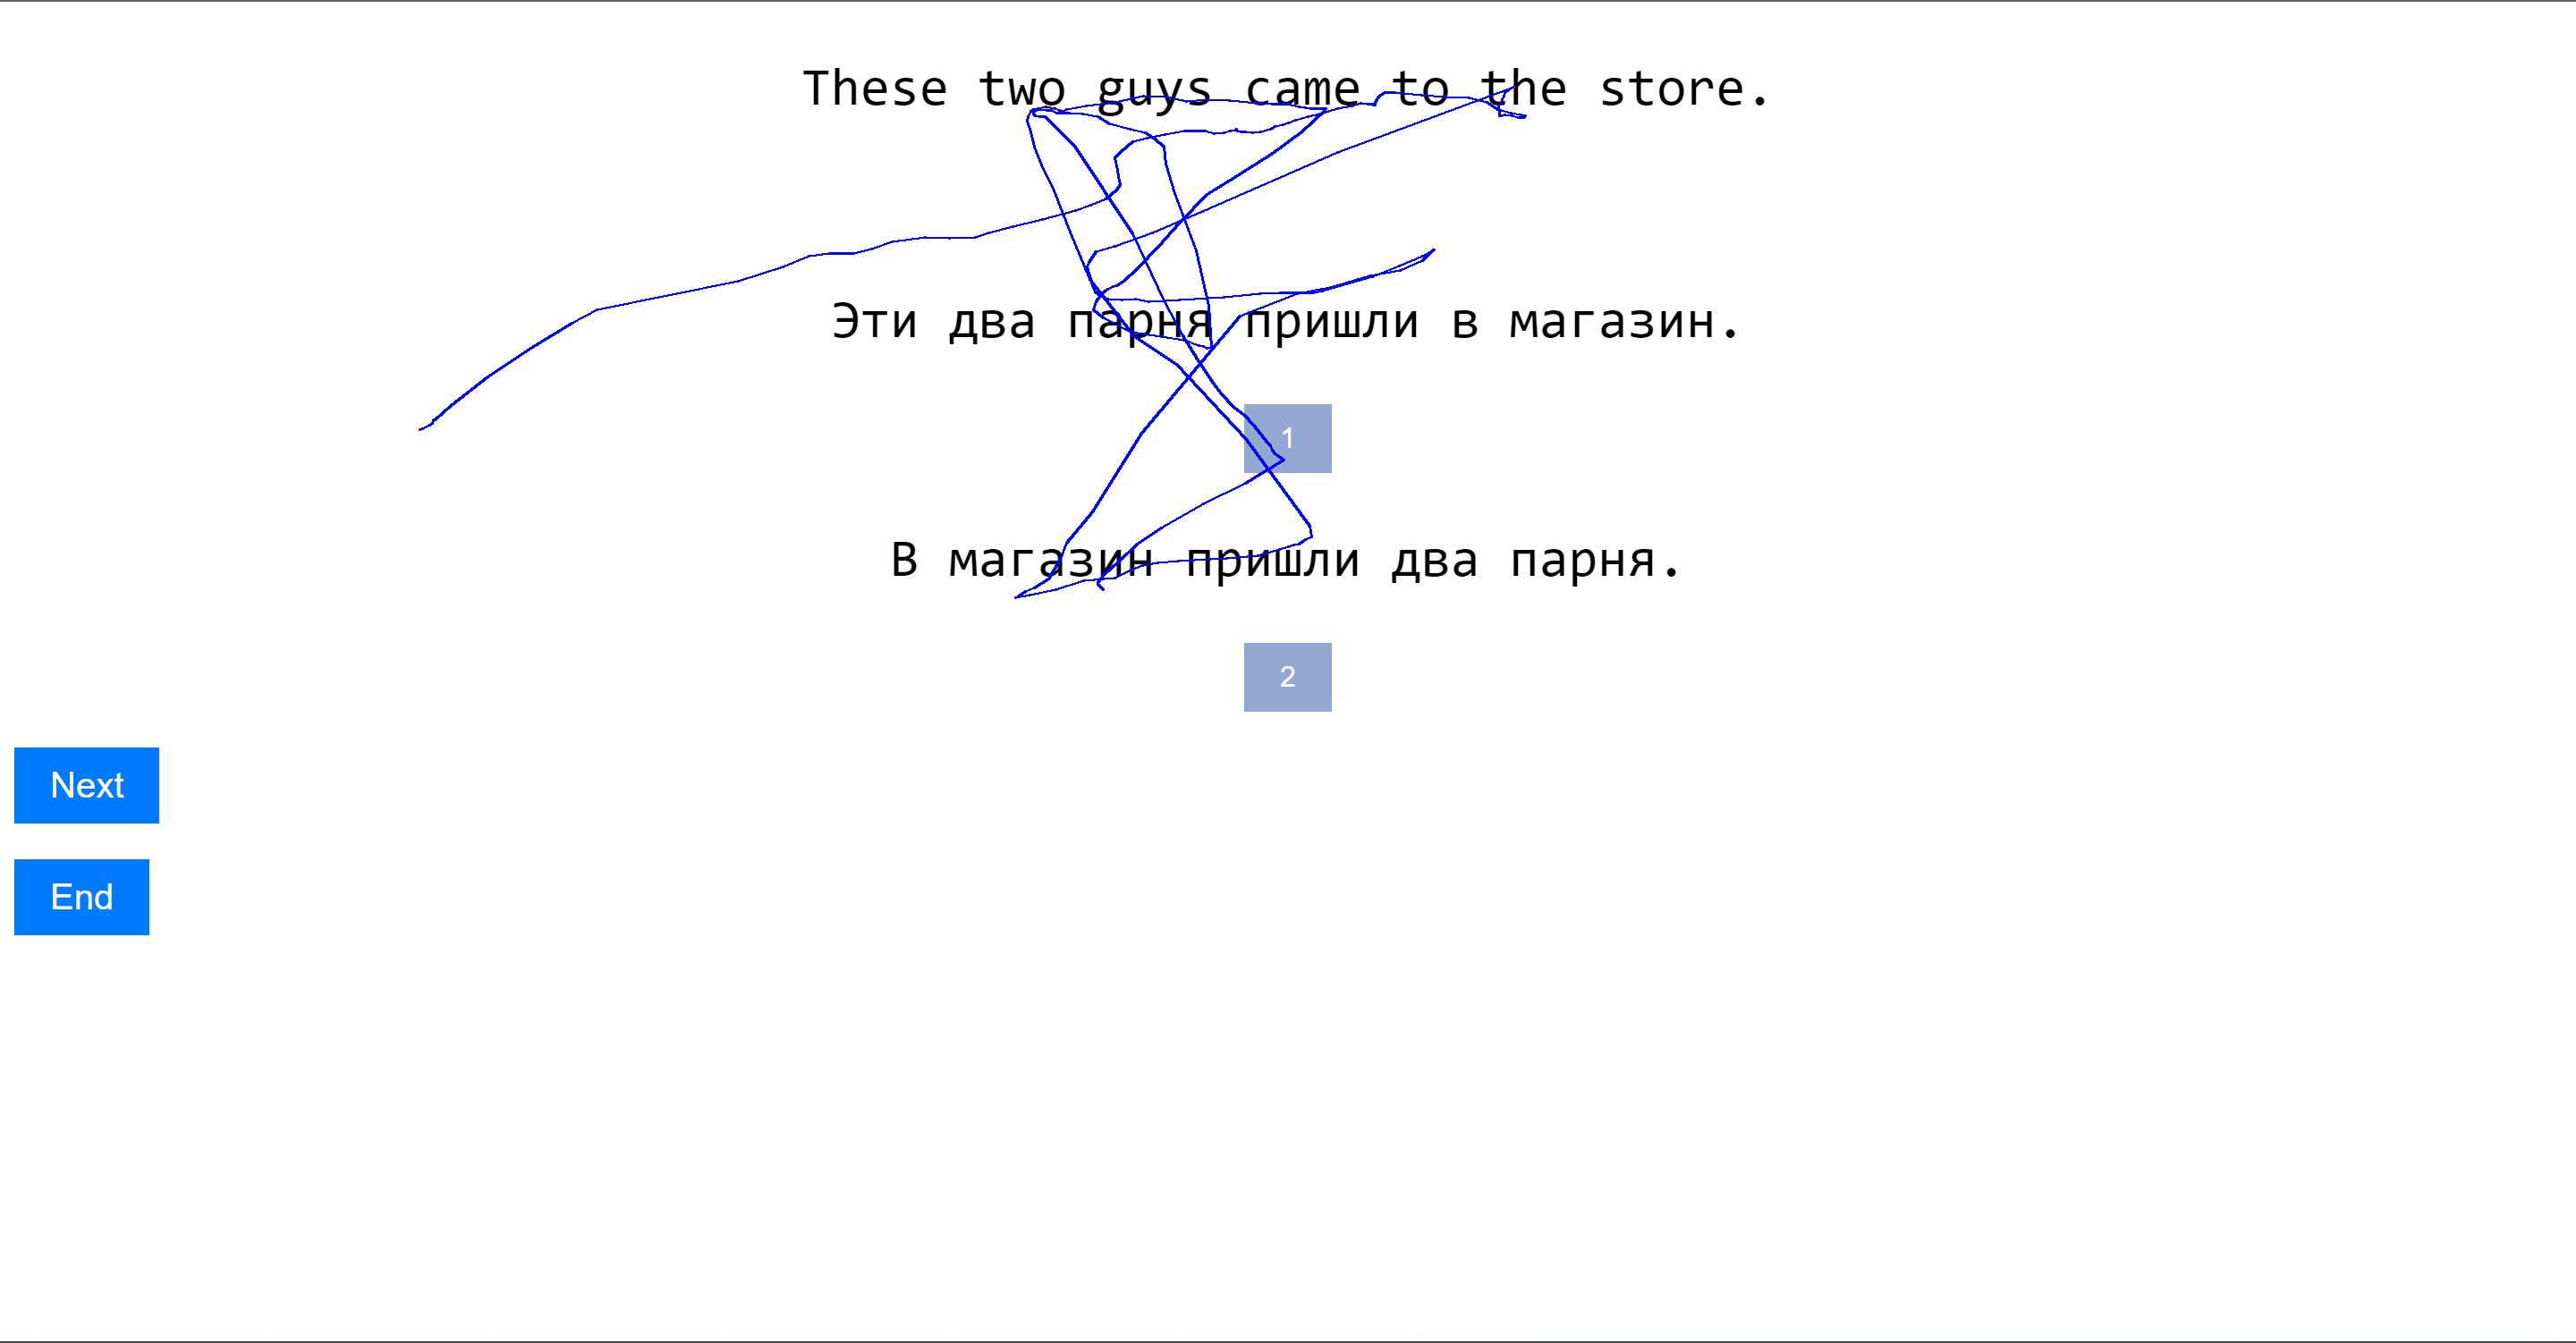 These two guys came to the store.
Эти два парня пришли в магазин.
1
В магазин пришли два парня.
2
Next
End